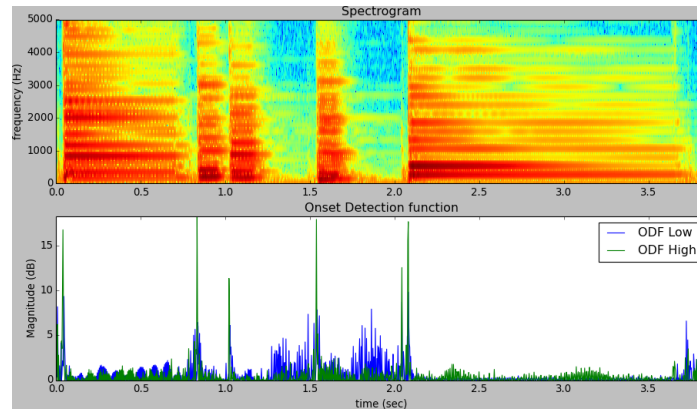 Spectrogram
5000
4000
3000
2000
1000
0
frequency (Hz)
0.0 0.5 1.0 1.5 2.0 2.5 3.0 3.5
Onset Detection function
15
10
5
0
Magnitude (dB)
ODF Low
ODF High
0.0 0.5 1.0 1.5 2.0 2.5 3.0 3.5
time (sec)